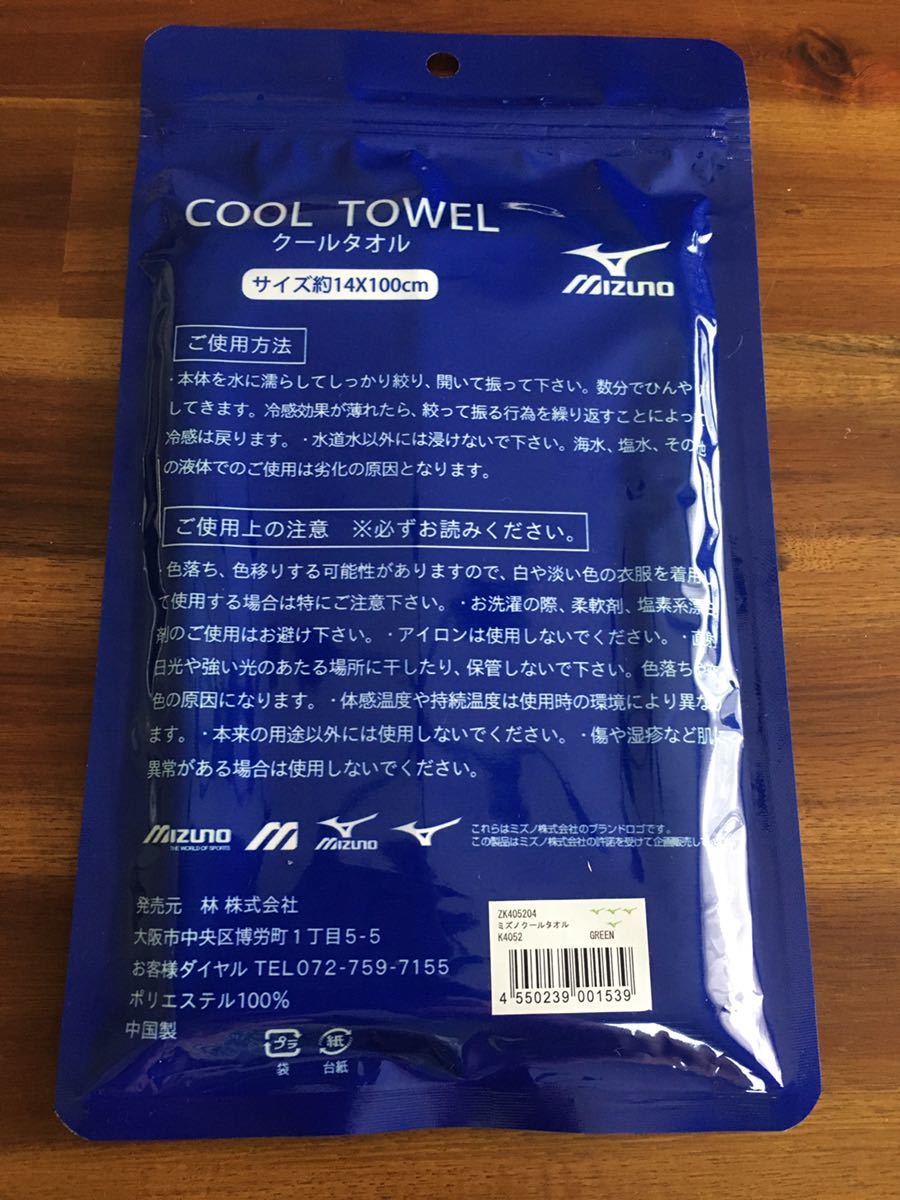 COOL TOWEL
クールタオル
サイズ約14X100cm
MIZUNO
ご使用方法
・本体を水に濡らしてしっかり絞り、開いて振って下さい。数分でひんや
してきます。冷感効果が薄れたら、絞って振る行為を繰り返すことによっ
冷感は戻ります。・水道水以外には浸けないで下さい。海水、塩水、その他
の液体でのご使用は劣化の原因となります。
ご使用上の注意 ※必ずお読みください。
・色落ち、色移りする可能性がありますので、白や淡い色の衣服を着用し
て使用する場合は特にご注意下さい。・お洗濯の際、柔軟剤、塩素系漂
剤のご使用はお避け下さい。・アイロンは使用しないでください。・直射
日光や強い光のあたる場所に干したり、保管しないで下さい。色落ち
色の原因になります。・体感温度や持続温度は使用時の環境により異な
ます。・本来の用途以外には使用しないでください。・傷や湿疹など肌
異常がある場合は使用しないでください。
MIZUNO
THE WORLD OF SPORTS
MIZUNO
これらはミズノ株式会社のブランドロゴです。
この製品はミズノ株式会社の許諾を受けて企画販売して
発売元 林 株式会社
大阪市中央区博労町1丁目5-5
お客様ダイヤル TEL072-759-7155
ポリエステル100%
中国製
プラ
袋
紙
台紙
ZK405204
ミズノクールタオル
K4052 GREEN
4 550239 001539